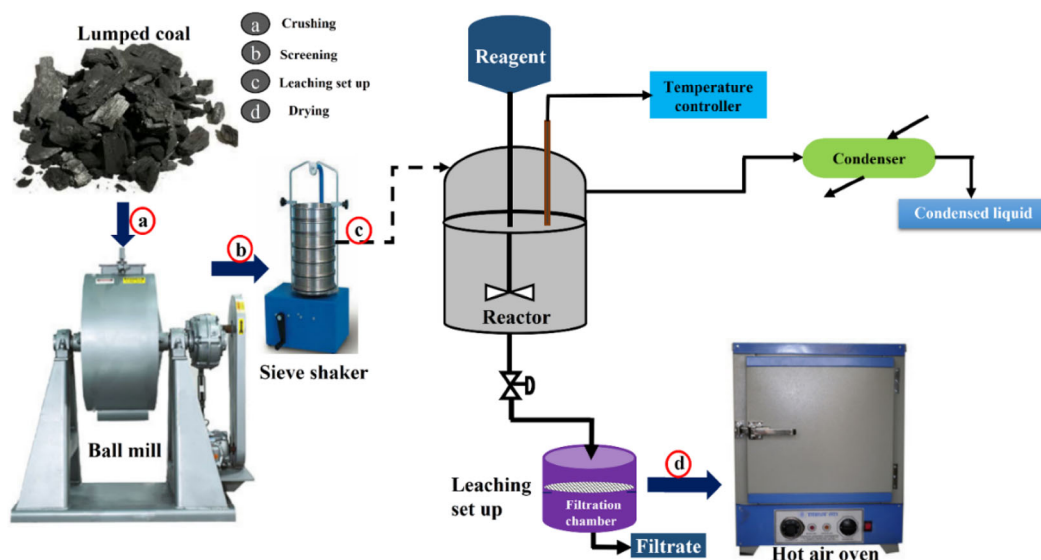 Lumped coal
a Crushing
b Screening
c Leaching set up
d Drying
Reagent
Temperature
controller
Condenser
Condensed liquid
a
b
c
Reactor
Sieve shaker
Ball mill
Leaching
set up
Filtration
chamber
d
Filtrate
Hot air oven